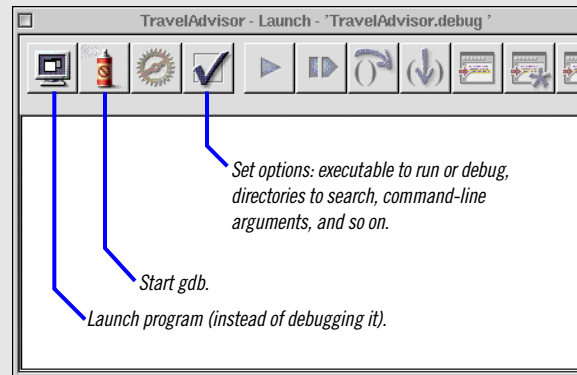 TravelAdvisor - Launch - 'TravelAdvisor.debug '
Set options: executable to run or debug,
directories to search, command-line
arguments, and so on.
Start gdb.
Launch program (instead of debugging it).